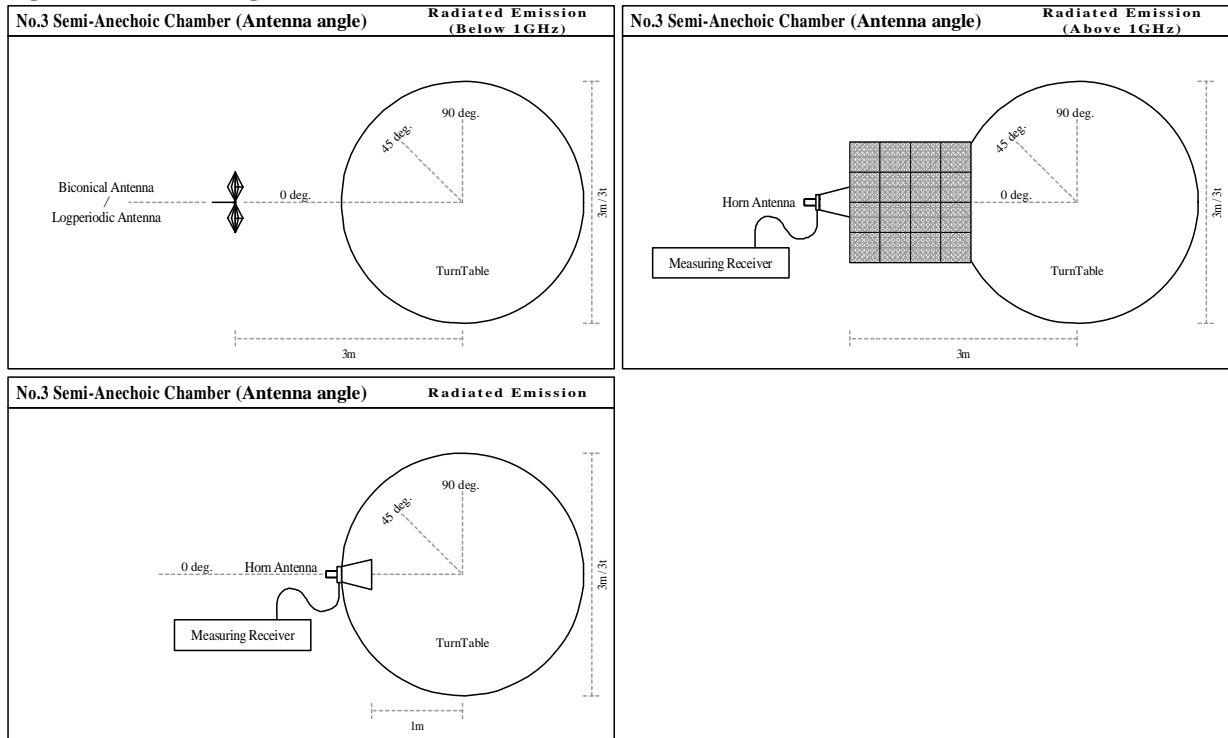 No.3 Semi-Anechoic Chamber (Antenna angle)
Radiated Emission
(Below 1GHz)
90 deg.
45 deg.
Biconical Antenna
0 deg.
Logperiodic Antenna
3m / 3t
TurnTable
3m
No.3 Semi-Anechoic Chamber (Antenna angle)
Radiated Emission
(Above 1GHz)
90 deg.
45 deg.
Horn Antenna
0 deg.
3m / 3t
Measuring Receiver
TurnTable
3m
No.3 Semi-Anechoic Chamber (Antenna angle)
Radiated Emission
90 deg.
45 deg.
0 deg.
Horn Antenna
3m / 3t
Measuring Receiver
TurnTable
1m